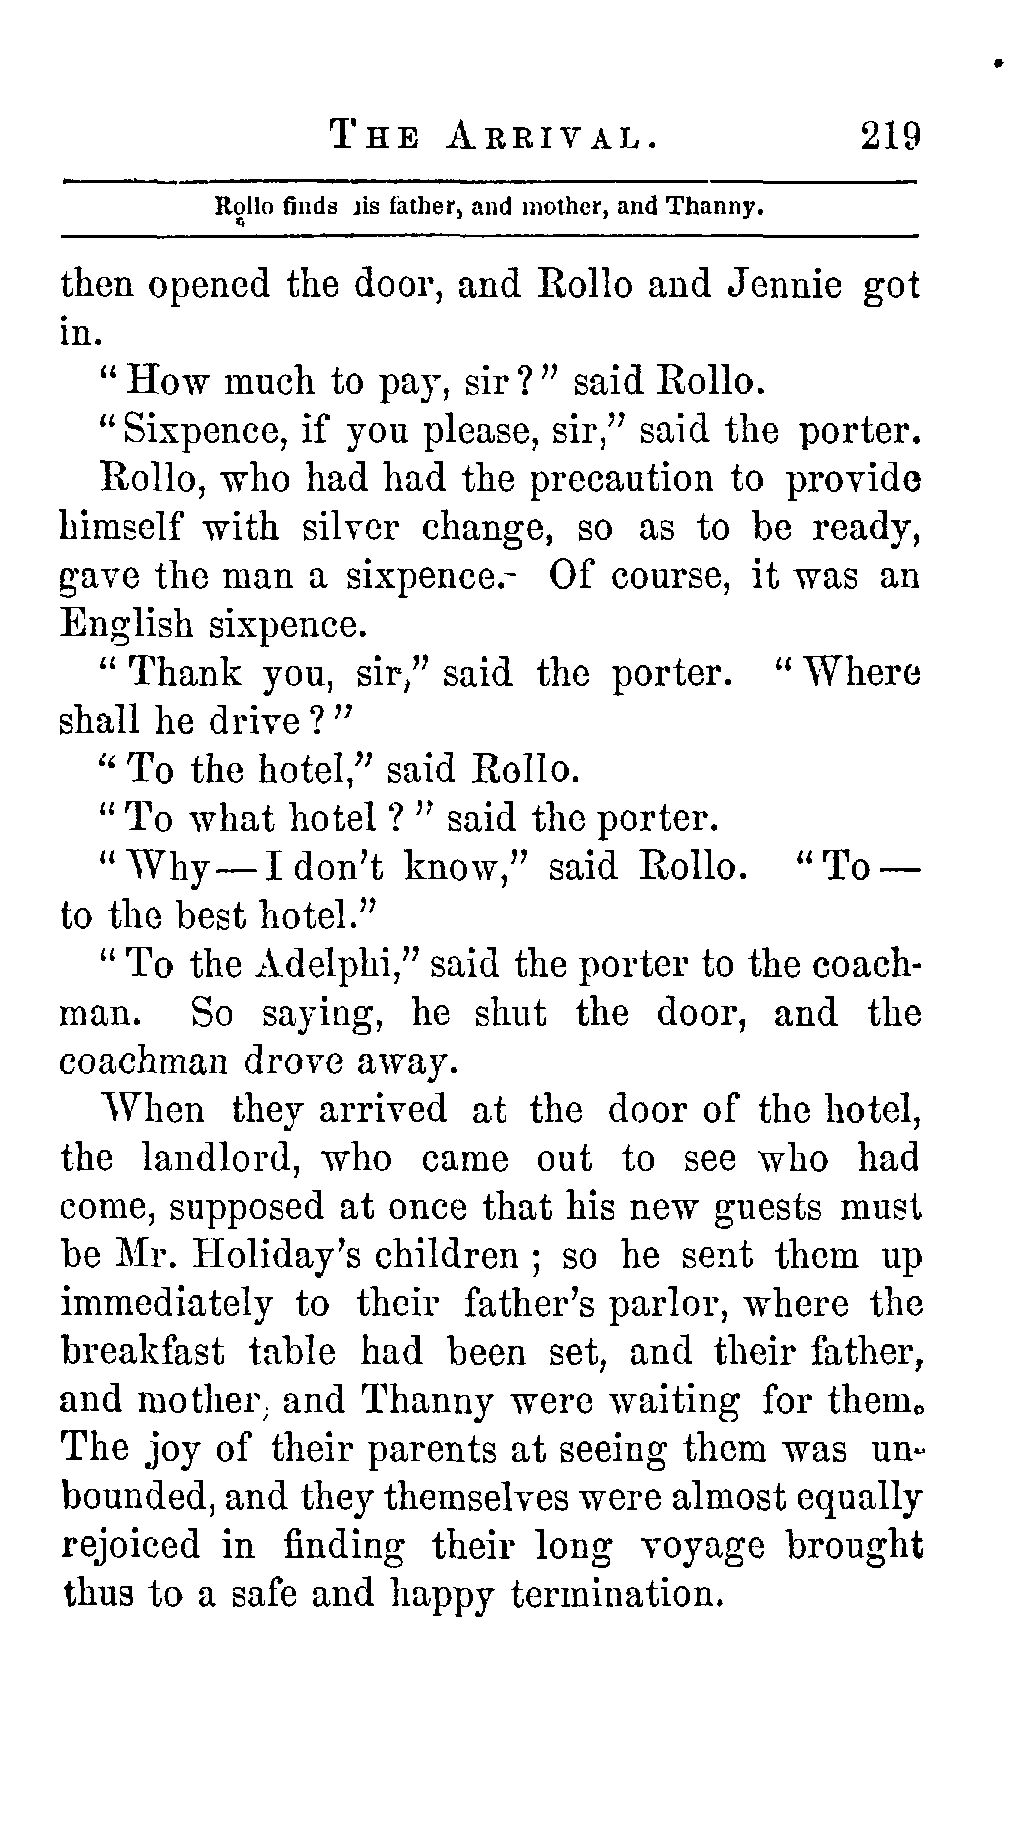 THE ARRIVAL. 219
Rollo finds his father, and mother, and Thanny.
then opened the door, and Rollo and Jennie got
in.
“How much to pay, sir?” said Rollo.
“Sixpence, if you please, sir,” said the porter.
Rollo, who had had the precaution to provide
himself with silver change, so as to be ready,
gave the man a sixpence. Of course, it was an
English sixpence.
“Thank you, sir,” said the porter. “Where
shall he drive?”
“To the hotel,” said Rollo.
“To what hotel?” said the porter.
“Why—I don’t know,” said Rollo. “To—
to the best hotel.”
“To the Adelphi,” said the porter to the coach-
man. So saying, he shut the door, and the
coachman drove away.
When they arrived at the door of the hotel,
the landlord, who came out to see who had
come, supposed at once that his new guests must
be Mr. Holiday’s children; so he sent them up
immediately to their father’s parlor, where the
breakfast table had been set, and their father,
and mother, and Thanny were waiting for them.
The joy of their parents at seeing them was un-
bounded, and they themselves were almost equally
rejoiced in finding their long voyage brought
thus to a safe and happy termination.